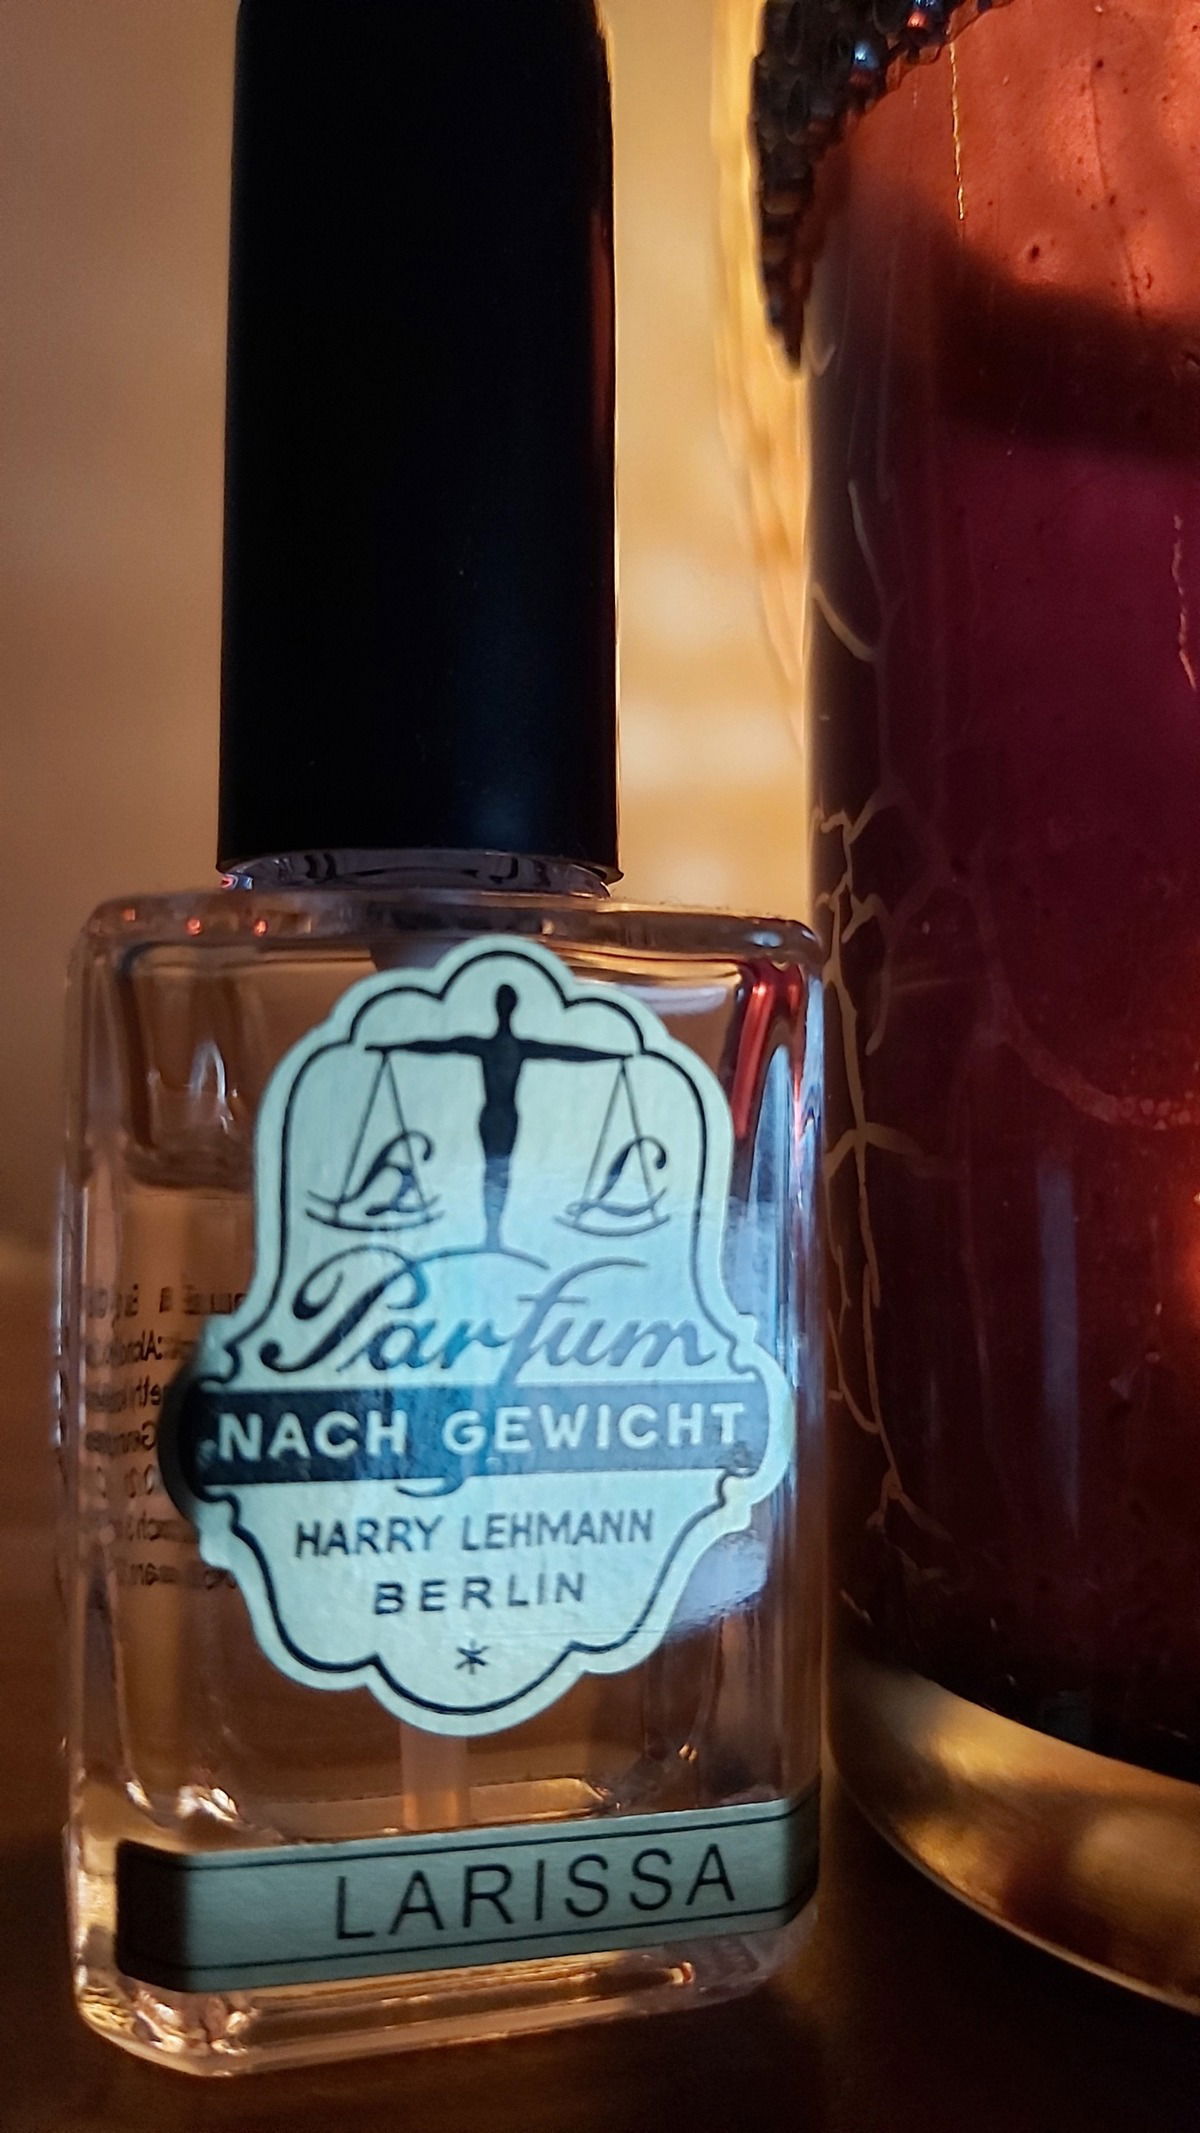 H L
Parfum
NACH GEWICHT
HARRY LEHMANN
BERLIN
LARISSA